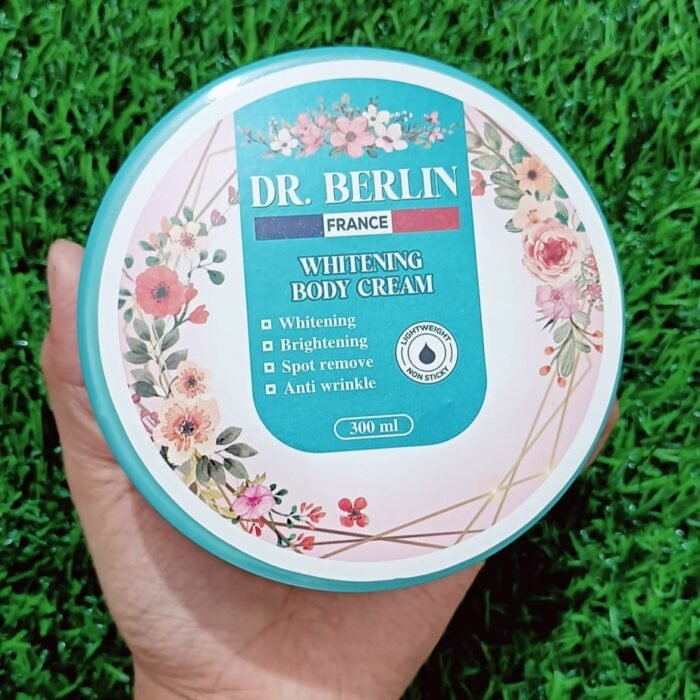 DR. BERLIN
FRANCE
WHITENING
BODY CREAM
Whitening
Brightening
Spot remove
Anti wrinkle
LIGHTWEIGHT
NON STICKY
300 ml